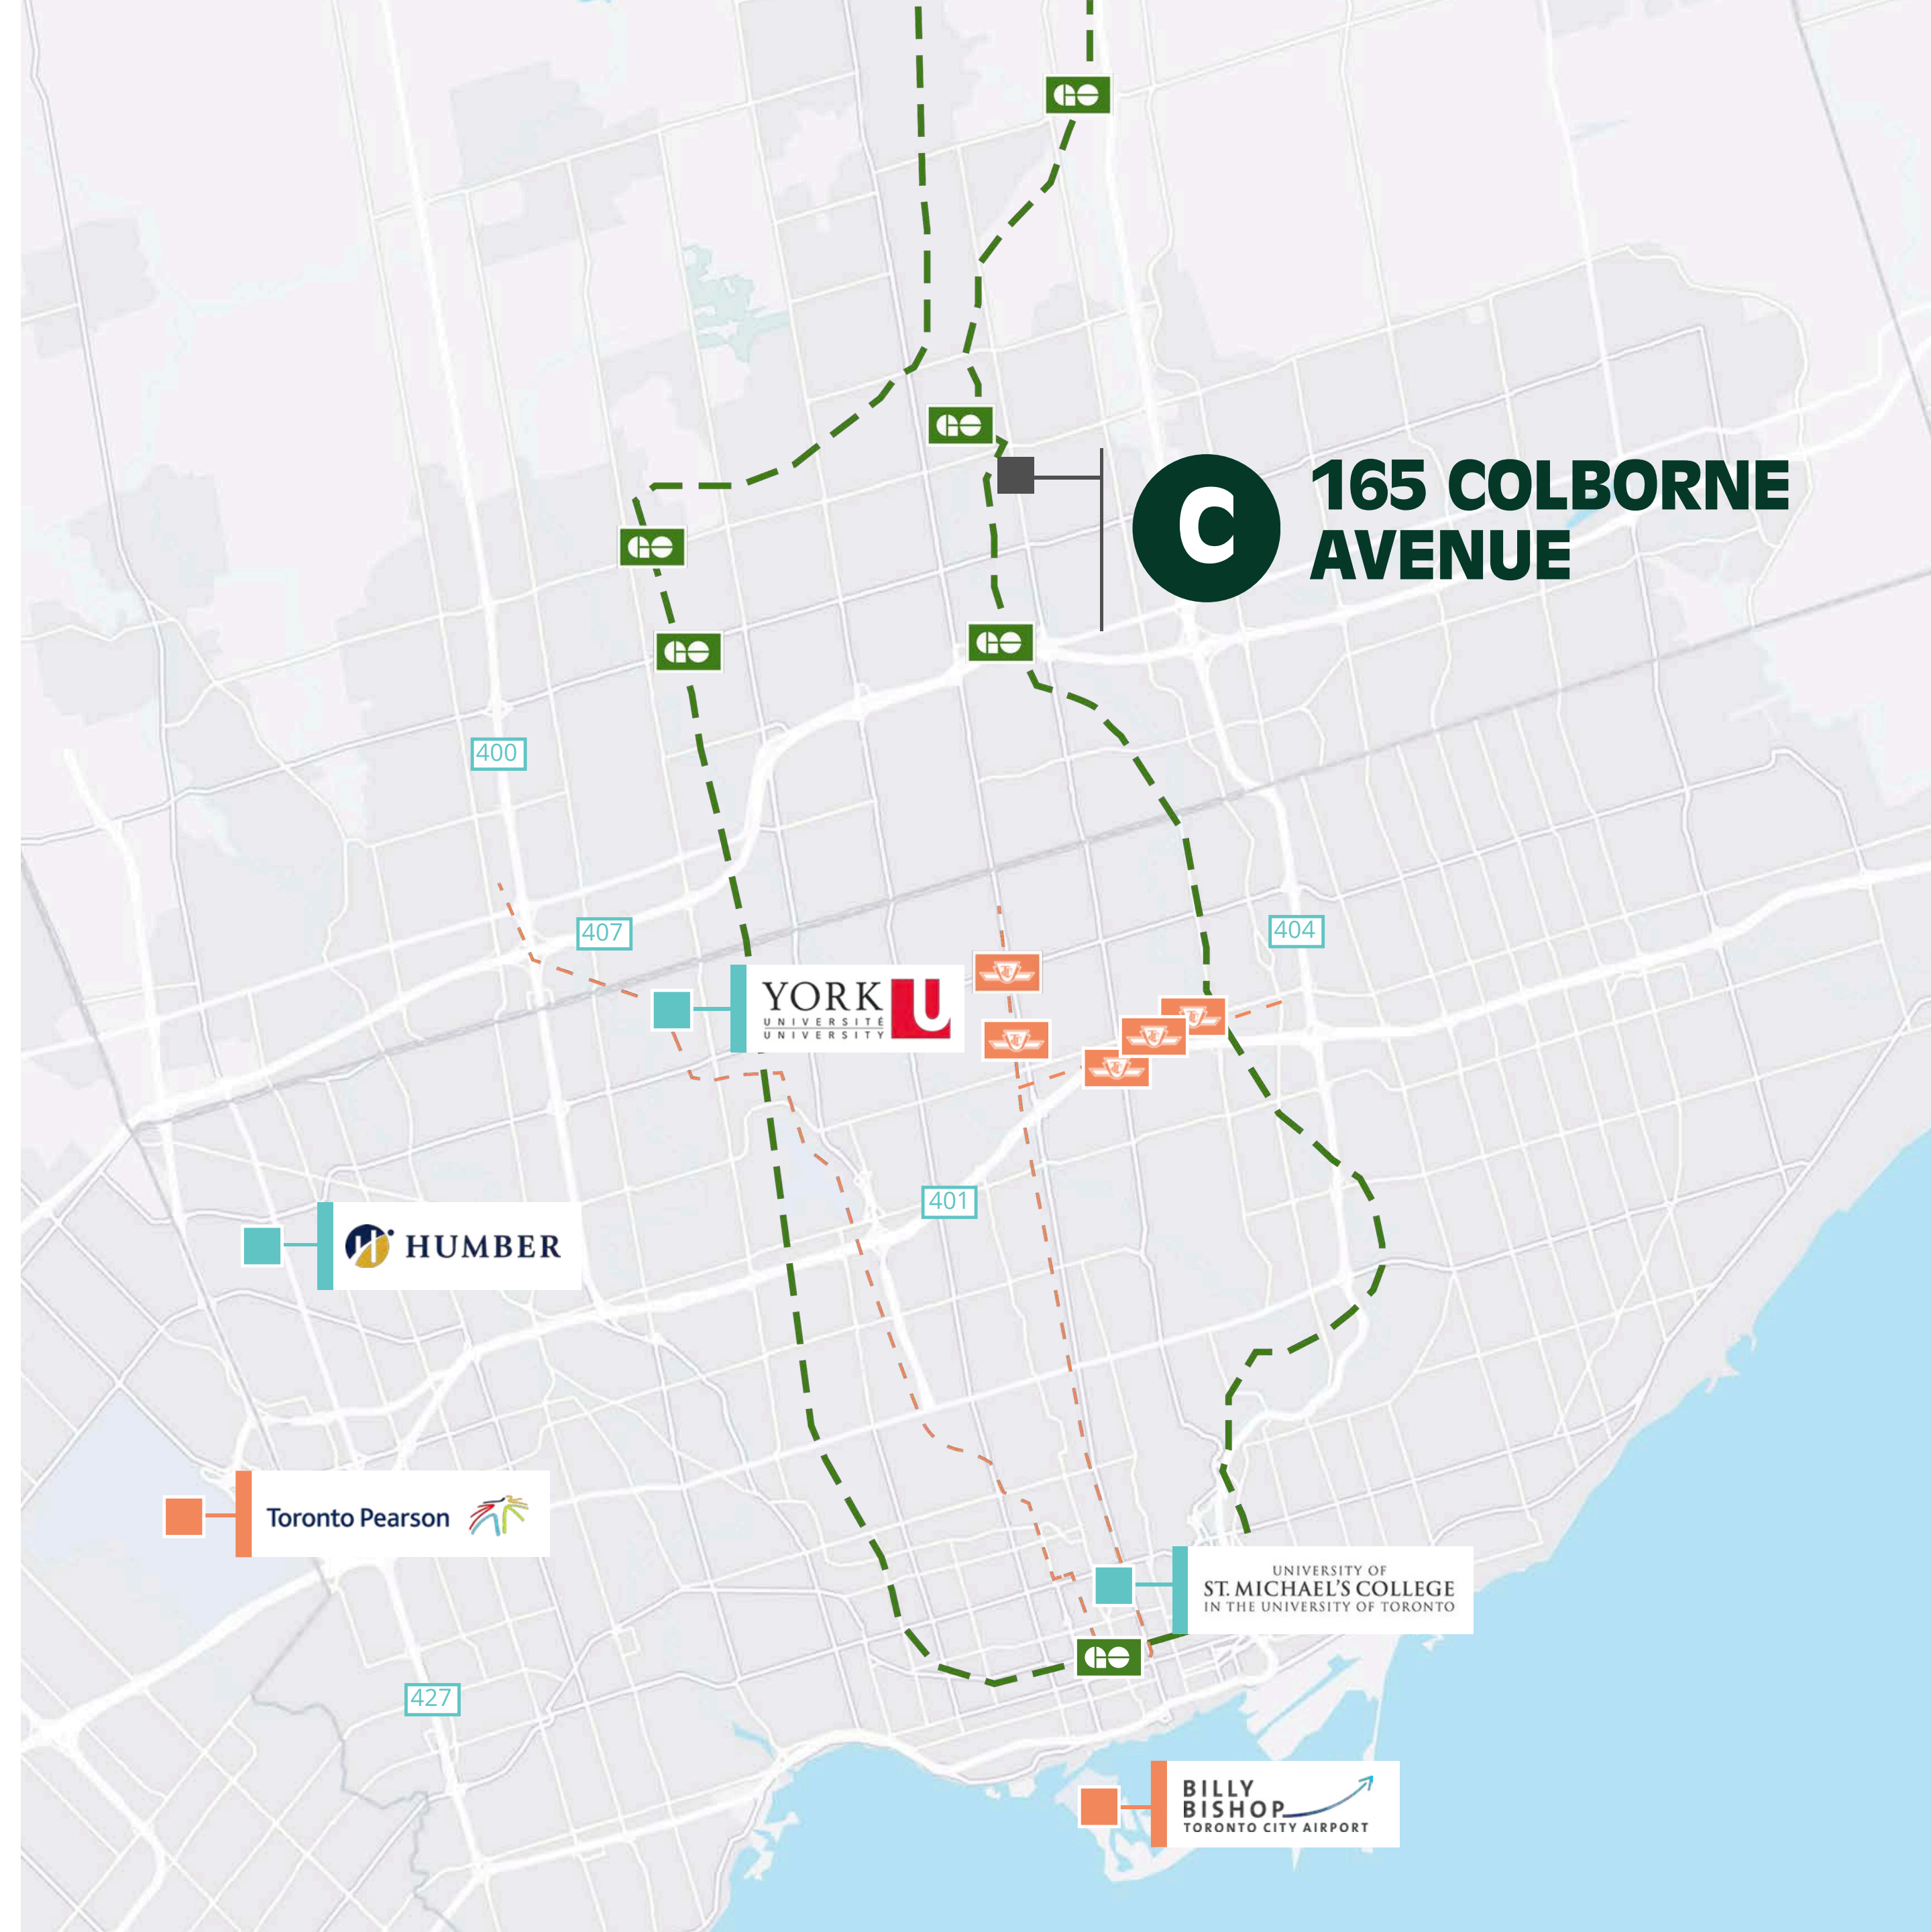 GO
GO
C
165 COLBORNE
AVENUE
GO
GO
GO
400
407
404
YORK U
UNIVERSITÉ
UNIVERSITY
401
HUMBER
Toronto Pearson
UNIVERSITY OF
ST. MICHAEL'S COLLEGE
IN THE UNIVERSITY OF TORONTO
GO
427
BILLY
BISHOP
TORONTO CITY AIRPORT